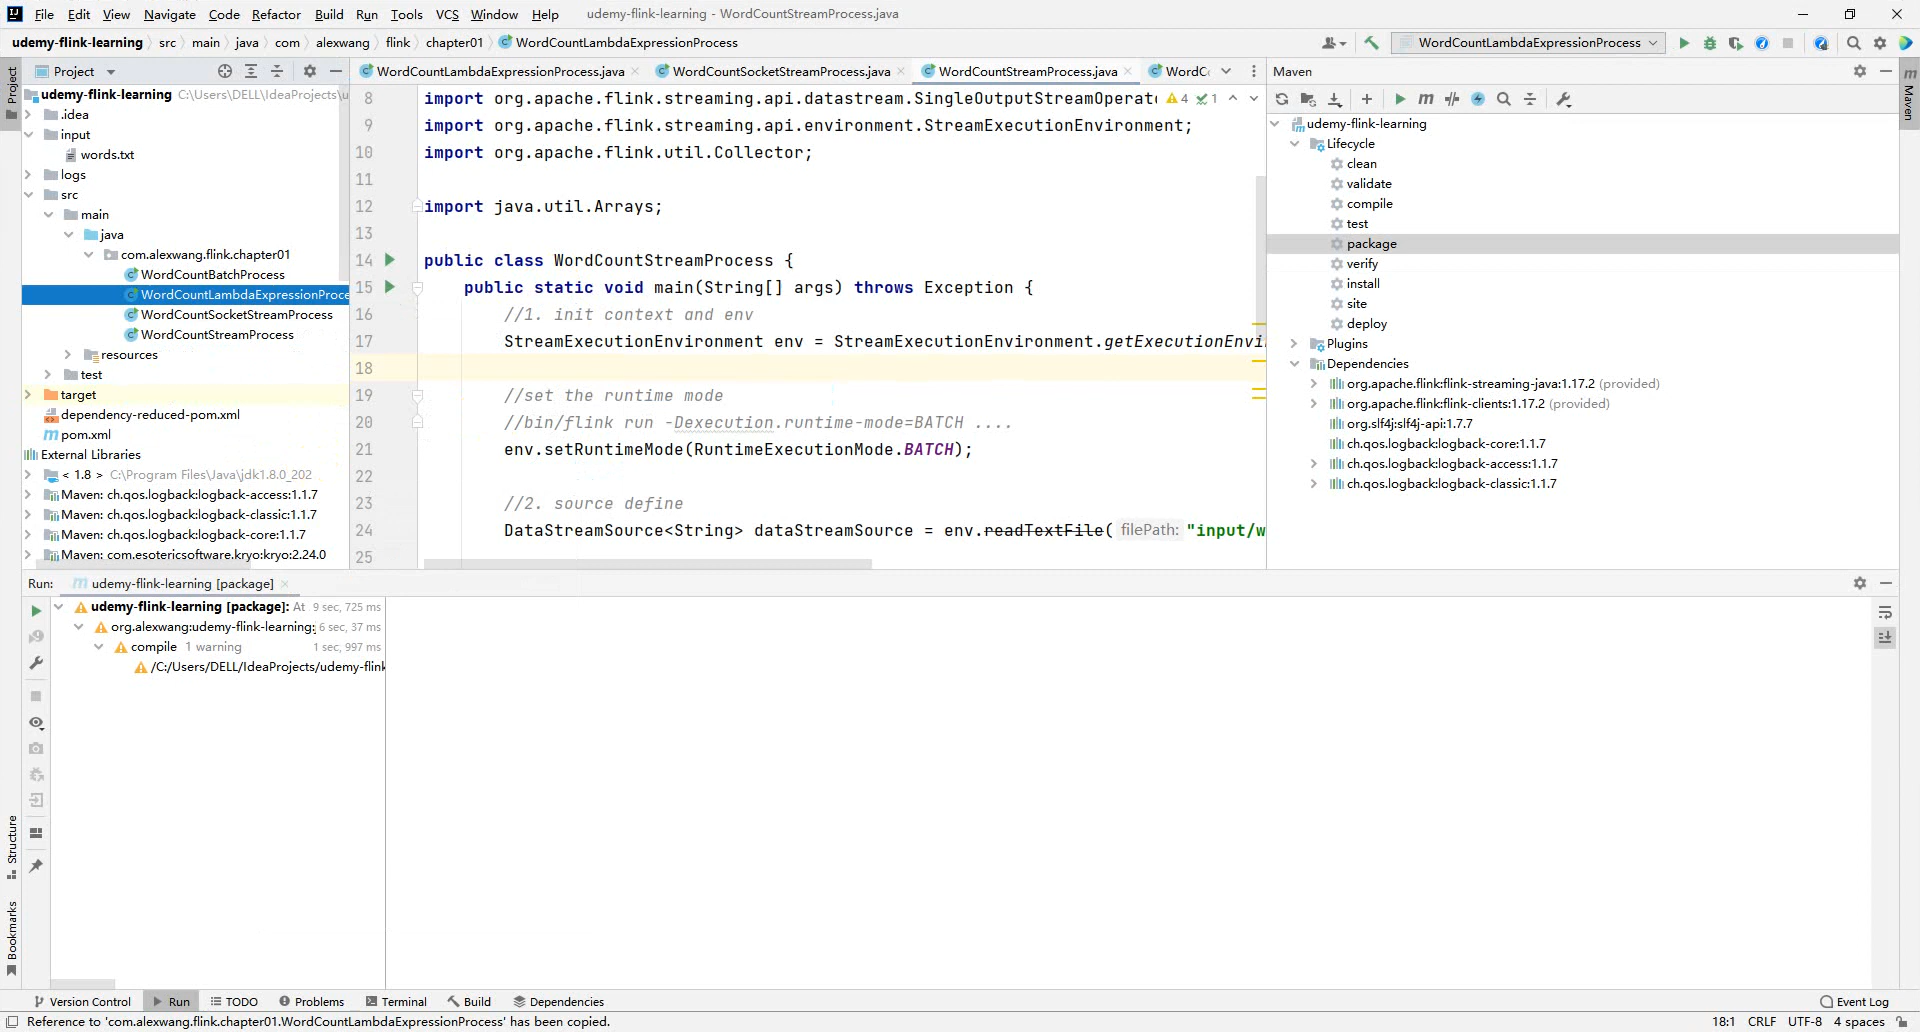 File Edit View Navigate Code Refactor Build Run Tools VCS Window Help udemy-flink-learning - WordCountStreamProcess.java
udemy-flink-learning src main java com alexwang flink chapter01 WordCountLambdaExpressionProcess
WordCountLambdaExpressionProcess
Project
Project
WordCountLambdaExpressionProcess.java
WordCountSocketStreamProcess.java
WordCountStreamProcess.java
WordC
udemy-flink-learning C:\Users\DELL\IdeaProjects\u
.idea
input
words.txt
logs
src
main
java
com.alexwang.flink.chapter01
WordCountBatchProcess
WordCountLambdaExpressionProce
WordCountSocketStreamProcess
WordCountStreamProcess
resources
test
target
dependency-reduced-pom.xml
pom.xml
External Libraries
< 1.8 > C:\Program Files\Java\jdk1.8.0_202
Maven: ch.qos.logback:logback-access:1.1.7
Maven: ch.qos.logback:logback-classic:1.1.7
Maven: ch.qos.logback:logback-core:1.1.7
Maven: com.esotericsoftware.kryo:kryo:2.24.0
8 import org.apache.flink.streaming.api.datastream.SingleOutputStreamOperat 4 1
9 import org.apache.flink.streaming.api.environment.StreamExecutionEnvironment;
10 import org.apache.flink.util.Collector;
11
12 import java.util.Arrays;
13
14 public class WordCountStreamProcess {
15 public static void main(String[] args) throws Exception {
16 //1. init context and env
17 StreamExecutionEnvironment env = StreamExecutionEnvironment.getExecutionEnvi
18
19 //set the runtime mode
20 //bin/flink run -Dexecution.runtime-mode=BATCH ....
21 env.setRuntimeMode(RuntimeExecutionMode.BATCH);
22
23 //2. source define
24 DataStreamSource<String> dataStreamSource = env.readTextFile( filePath: "input/w
25
Maven
Maven
udemy-flink-learning
Lifecycle
clean
validate
compile
test
package
verify
install
site
deploy
Plugins
Dependencies
org.apache.flink:flink-streaming-java:1.17.2 (provided)
org.apache.flink:flink-clients:1.17.2 (provided)
org.slf4j:slf4j-api:1.7.7
ch.qos.logback:logback-core:1.1.7
ch.qos.logback:logback-access:1.1.7
ch.qos.logback:logback-classic:1.1.7
Run: udemy-flink-learning [package]
udemy-flink-learning [package]: At 9 sec, 725 ms
org.alexwang:udemy-flink-learning: 6 sec, 37 ms
compile 1 warning 1 sec, 997 ms
/C:/Users/DELL/IdeaProjects/udemy-flink
Structure
Bookmarks
Version Control Run TODO Problems Terminal Build Dependencies Event Log
Reference to 'com.alexwang.flink.chapter01.WordCountLambdaExpressionProcess' has been copied. 18:1 CRLF UTF-8 4 spaces